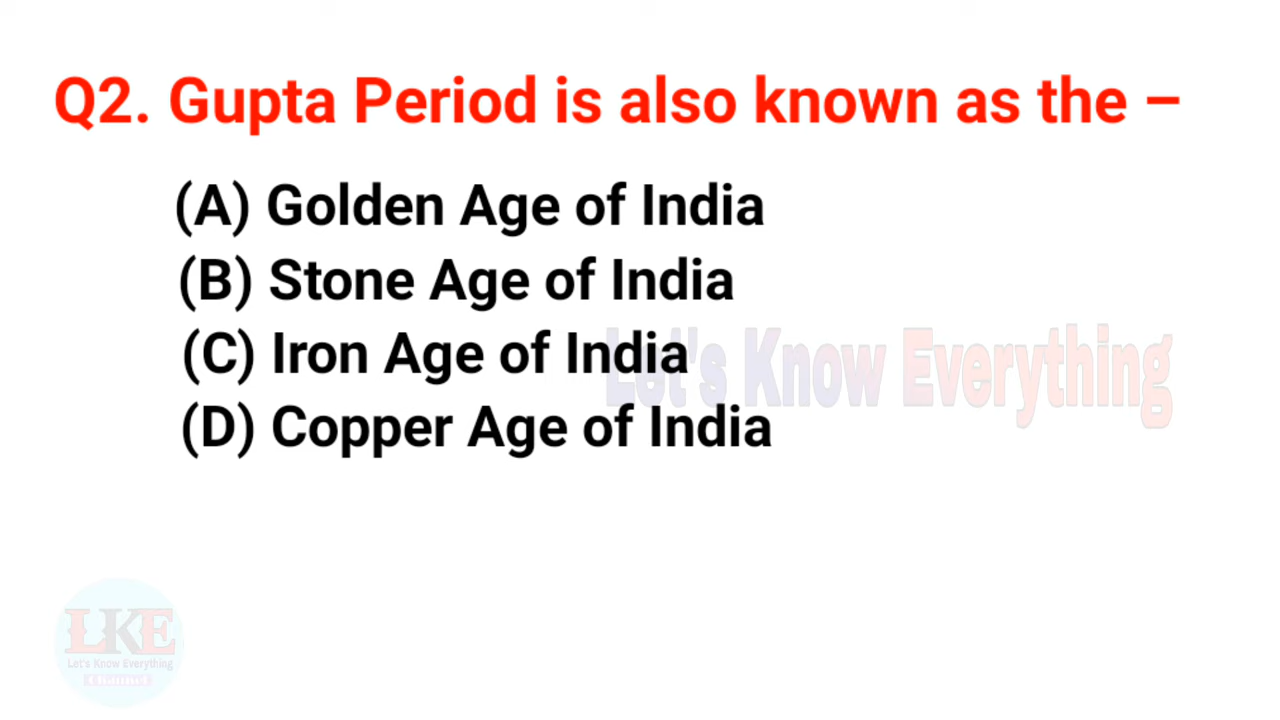 Q2. Gupta Period is also known as the –
(A) Golden Age of India
(B) Stone Age of India
(C) Iron Age of India
(D) Copper Age of India
Let's Know Everything
LKE
Let's Know Everything
Channel